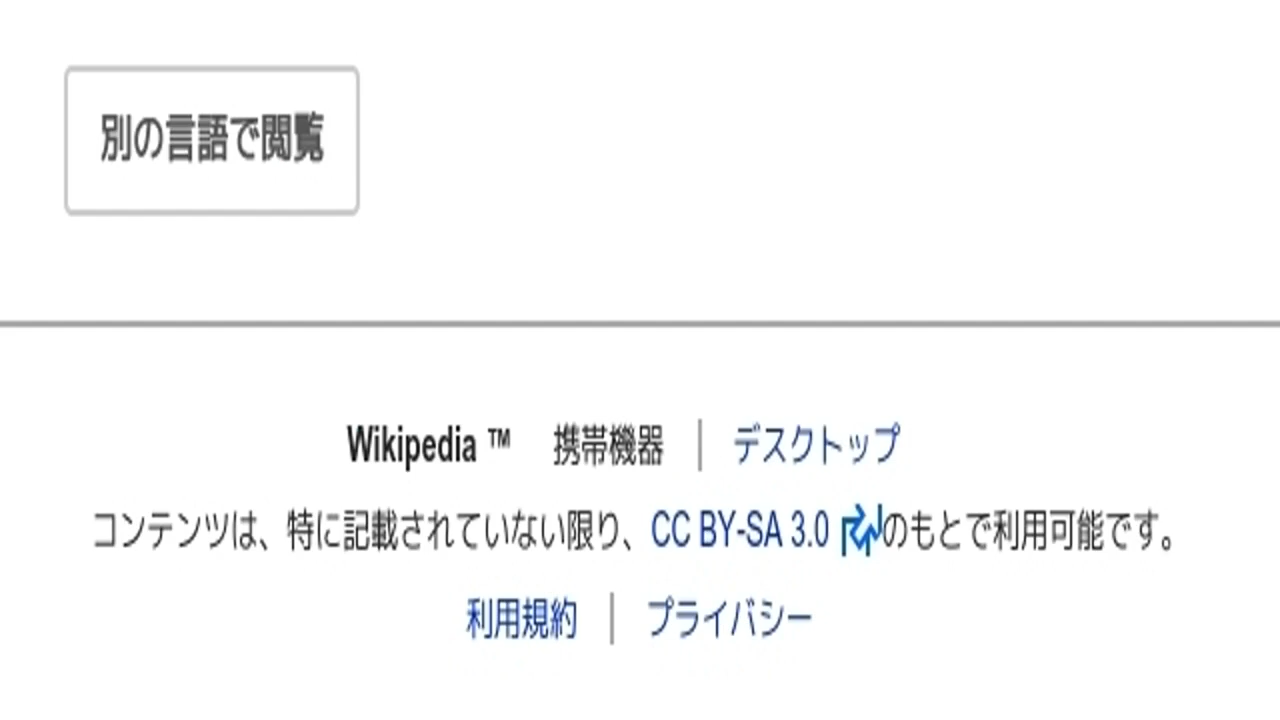 別の言語で閲覧
Wikipedia ™ 携帯機器 | デスクトップ
コンテンツは、特に記載されていない限り、CC BY-SA 3.0 のもとで利用可能です。
利用規約 | プライバシー